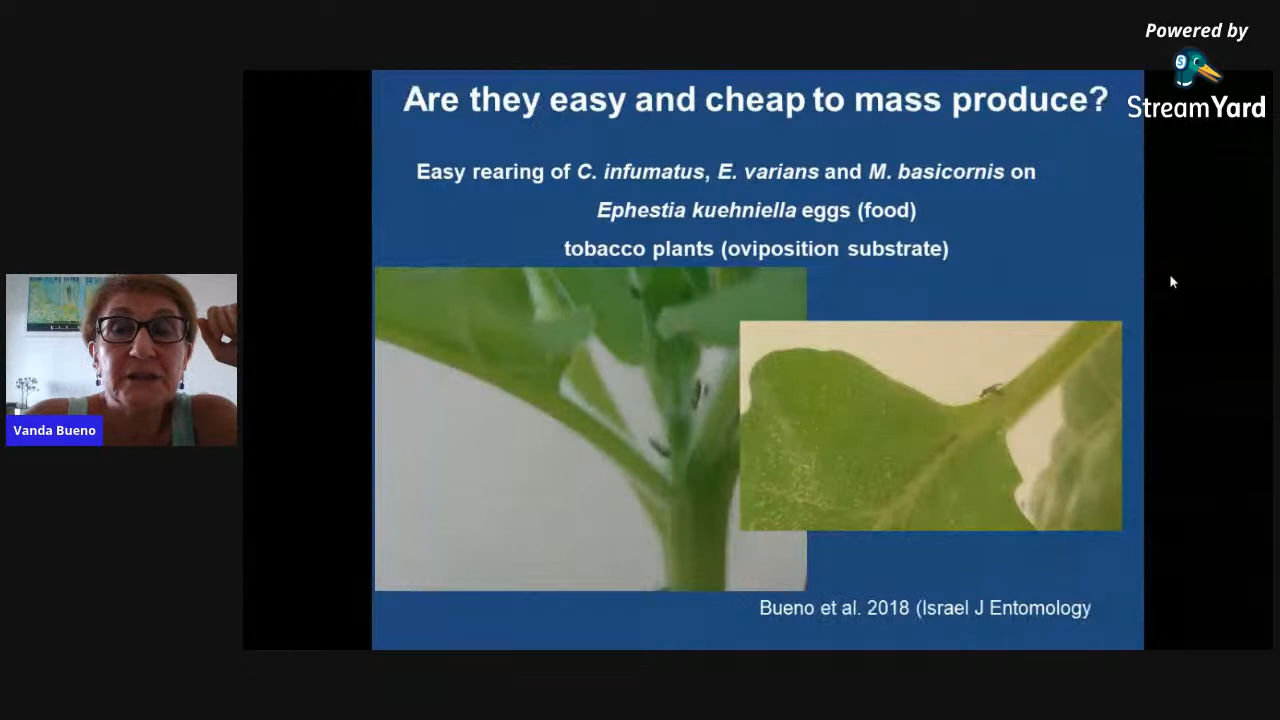 Powered by
StreamYard
Are they easy and cheap to mass produce?
Easy rearing of C. infumatus, E. varians and M. basicornis on
Ephestia kuehniella eggs (food)
tobacco plants (oviposition substrate)
Vanda Bueno
Bueno et al. 2018 (Israel J Entomology